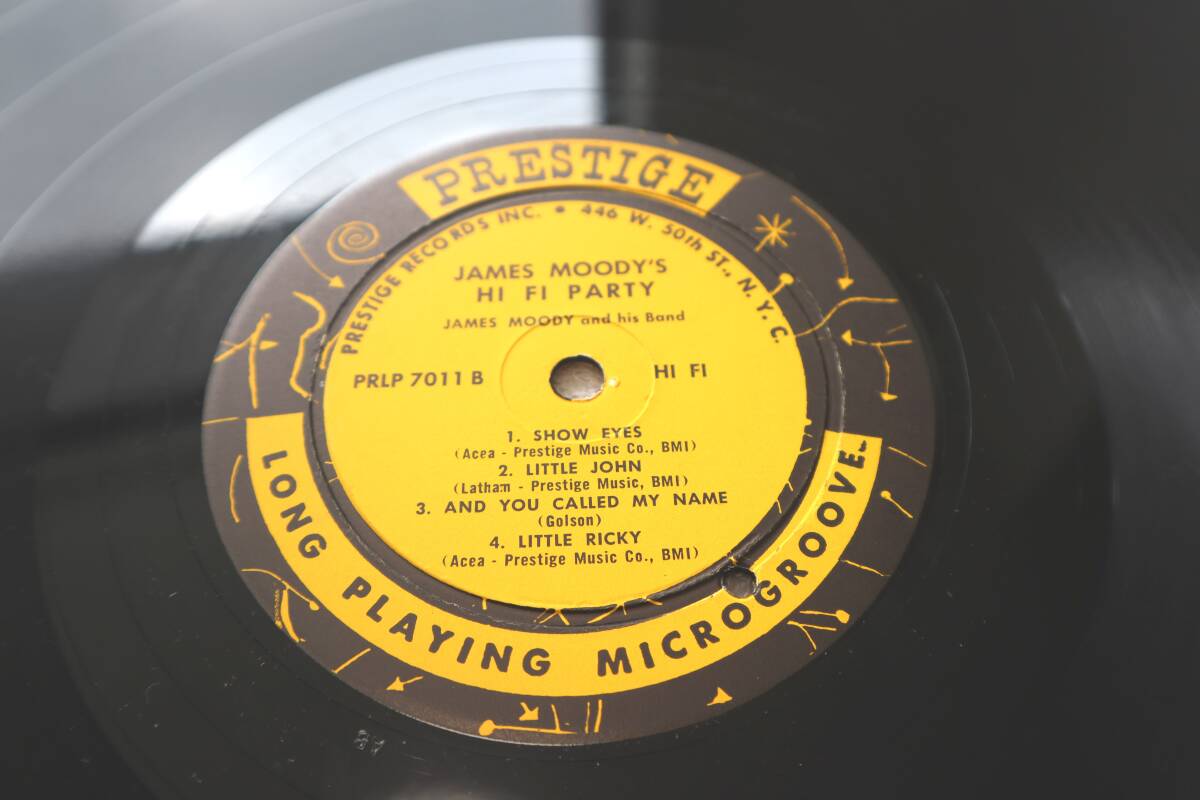 PRESTIGE
PRESTIGE RECORDS INC. • 446 W. 50th ST., N. Y. C.
JAMES MOODY'S
HI FI PARTY
JAMES MOODY and his Band
PRLP 7011 B
HI FI
1. SHOW EYES
(Acea - Prestige Music Co., BMI)
2. LITTLE JOHN
(Latham - Prestige Music, BMI)
3. AND YOU CALLED MY NAME
(Golson)
4. LITTLE RICKY
(Acea - Prestige Music Co., BMI)
LONG PLAYING MICROGROOVE